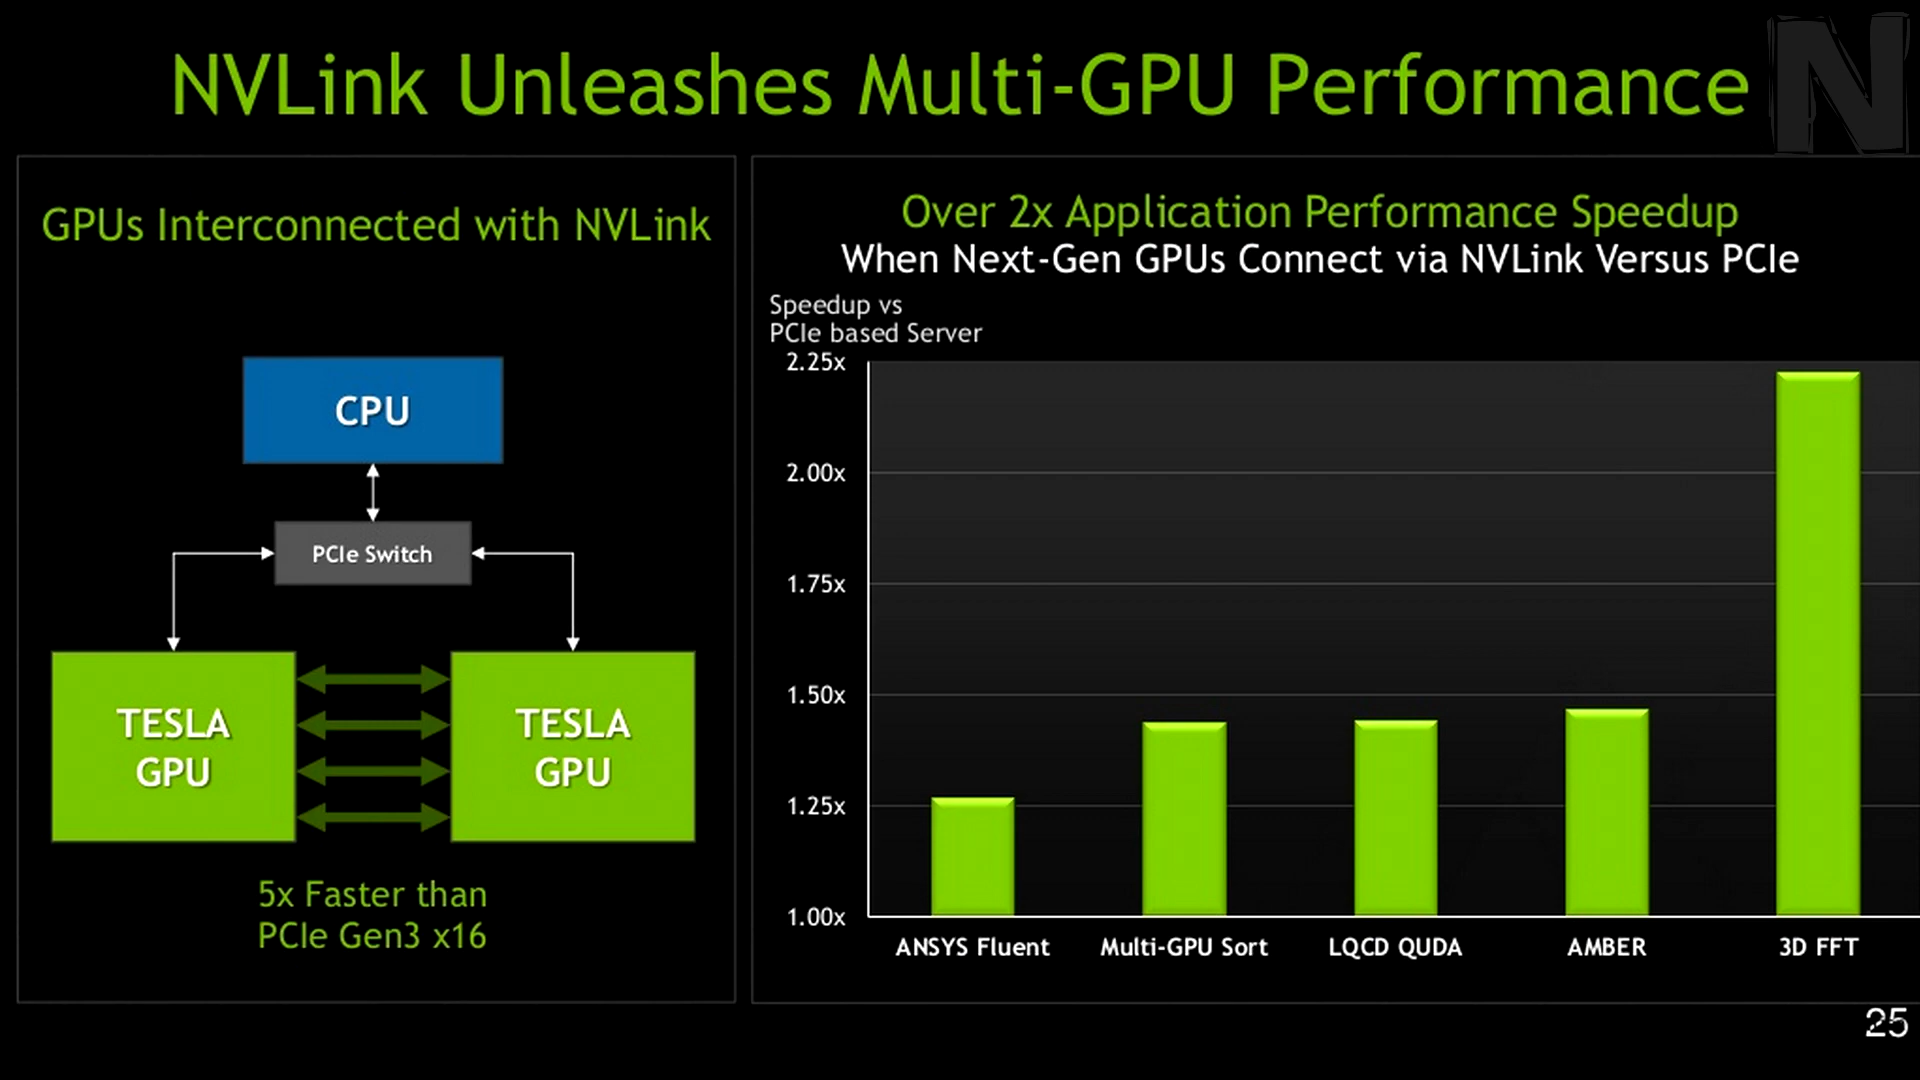 NVLink Unleashes Multi-GPU Performance
N
GPUs Interconnected with NVLink
CPU
PCIe Switch
TESLA
GPU
TESLA
GPU
5x Faster than
PCIe Gen3 x16
Over 2x Application Performance Speedup
When Next-Gen GPUs Connect via NVLink Versus PCIe
Speedup vs
PCIe based Server
2.25x
2.00x
1.75x
1.50x
1.25x
1.00x
ANSYS Fluent
Multi-GPU Sort
LQCD QUDA
AMBER
3D FFT
25